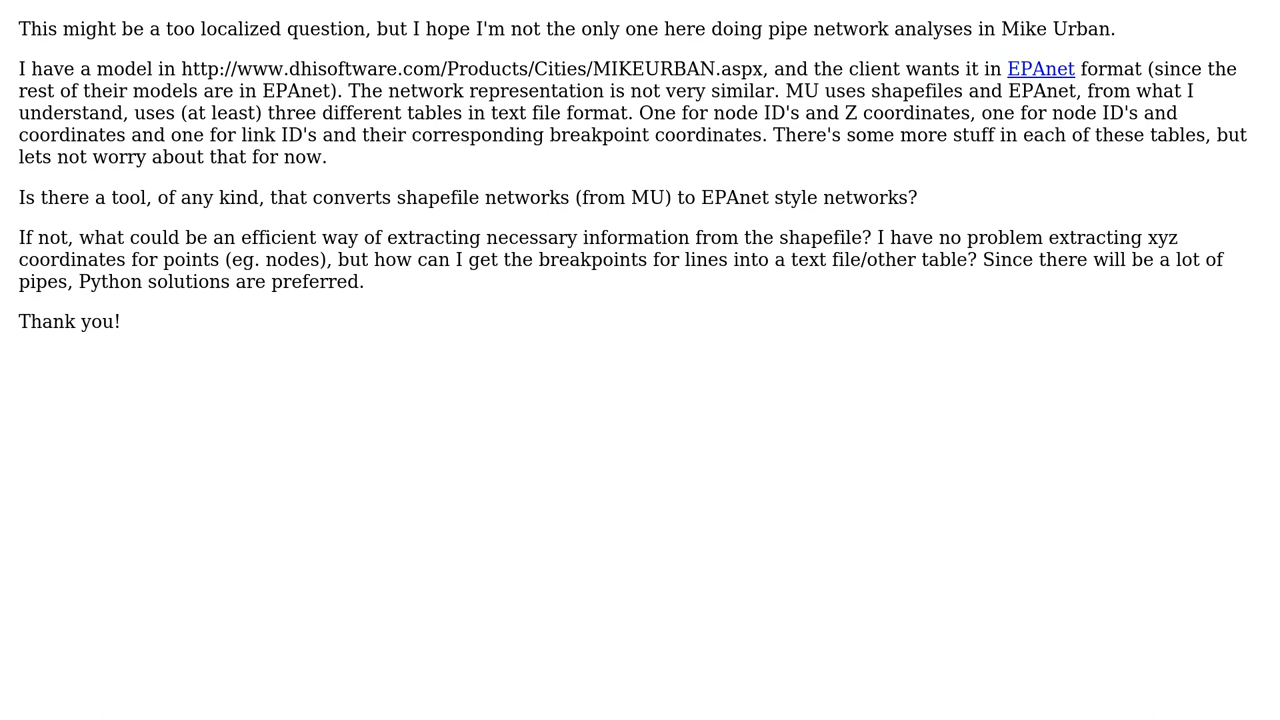 This might be a too localized question, but I hope I'm not the only one here doing pipe network analyses in Mike Urban.
I have a model in http://www.dhisoftware.com/Products/Cities/MIKEURBAN.aspx, and the client wants it in EPAnet format (since the
rest of their models are in EPAnet). The network representation is not very similar. MU uses shapefiles and EPAnet, from what I
understand, uses (at least) three different tables in text file format. One for node ID's and Z coordinates, one for node ID's and
coordinates and one for link ID's and their corresponding breakpoint coordinates. There's some more stuff in each of these tables, but
lets not worry about that for now.
Is there a tool, of any kind, that converts shapefile networks (from MU) to EPAnet style networks?
If not, what could be an efficient way of extracting necessary information from the shapefile? I have no problem extracting xyz
coordinates for points (eg. nodes), but how can I get the breakpoints for lines into a text file/other table? Since there will be a lot of
pipes, Python solutions are preferred.
Thank you!